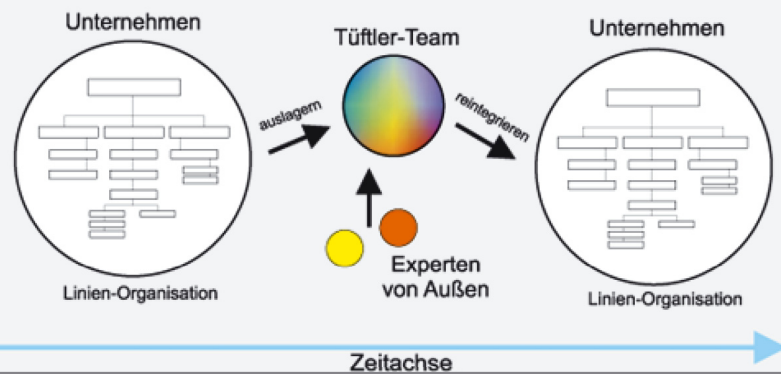 Unternehmen
Linien-Organisation
auslagern
Tüftler-Team
Experten
von Außen
reintegrieren
Unternehmen
Linien-Organisation
Zeitachse